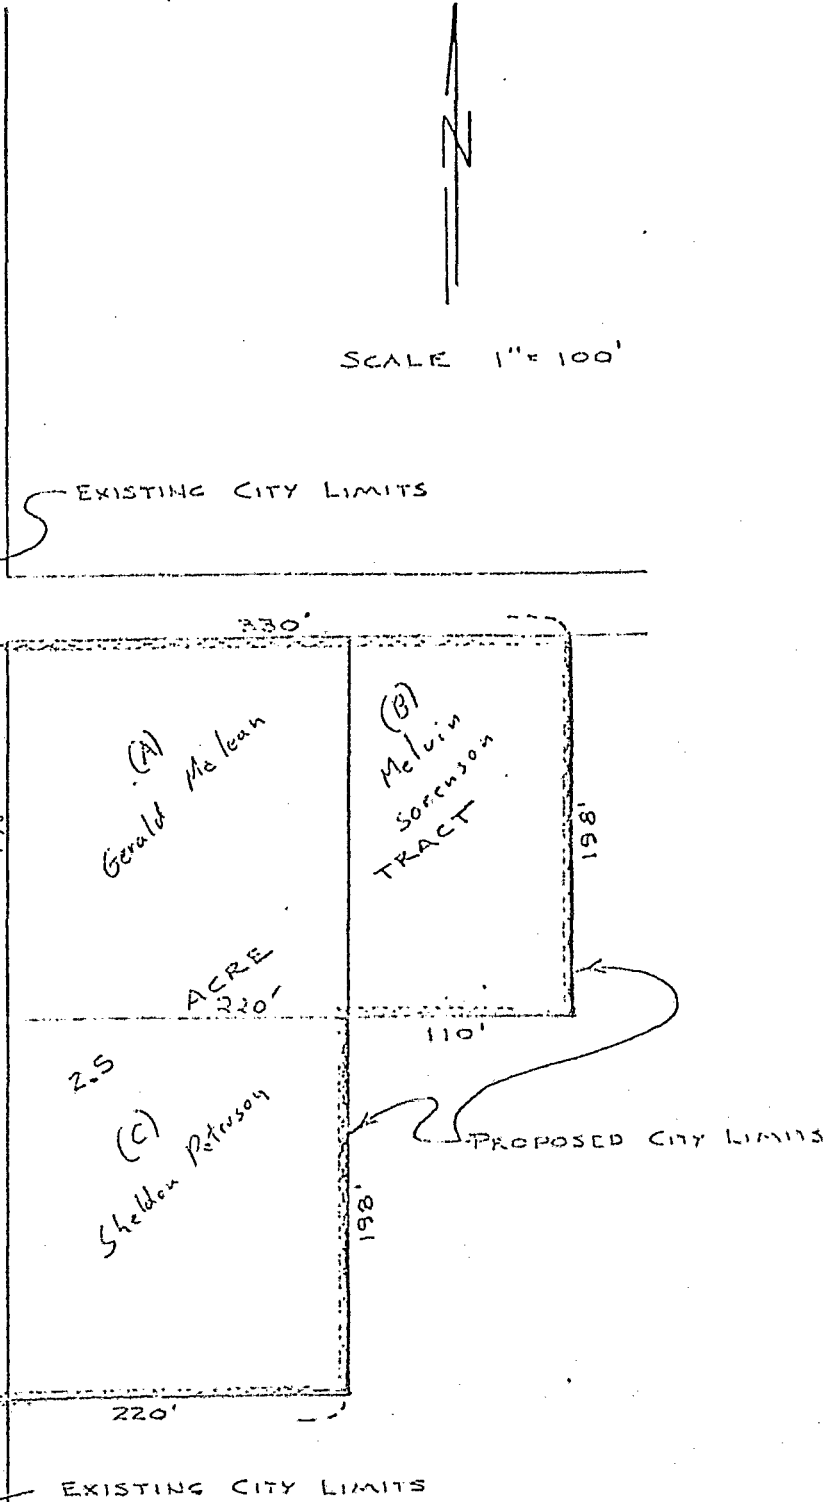 N
SCALE 1" = 100'
EXISTING CITY LIMITS
330'
(A)
Gerald McLean
(B)
Melvin
Sorenson
TRACT
198'
ACRE
220'
110'
2.5
(C)
Sheldon Peterson
PROPOSED CITY LIMITS
198'
220'
EXISTING CITY LIMITS